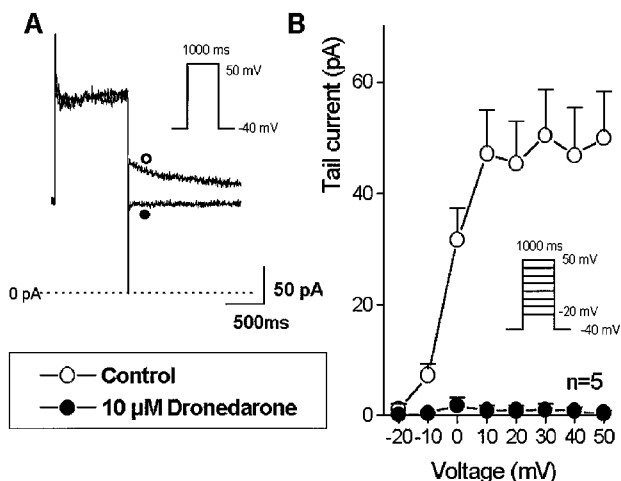 A
1000 ms
50 mV
-40 mV
0 pA
50 pA
500ms
Control
10 µM Dronedarone
B
Tail current (pA)
60
40
20
0
1000 ms
50 mV
-20 mV
-40 mV
n=5
-20 -10 0 10 20 30 40 50
Voltage (mV)